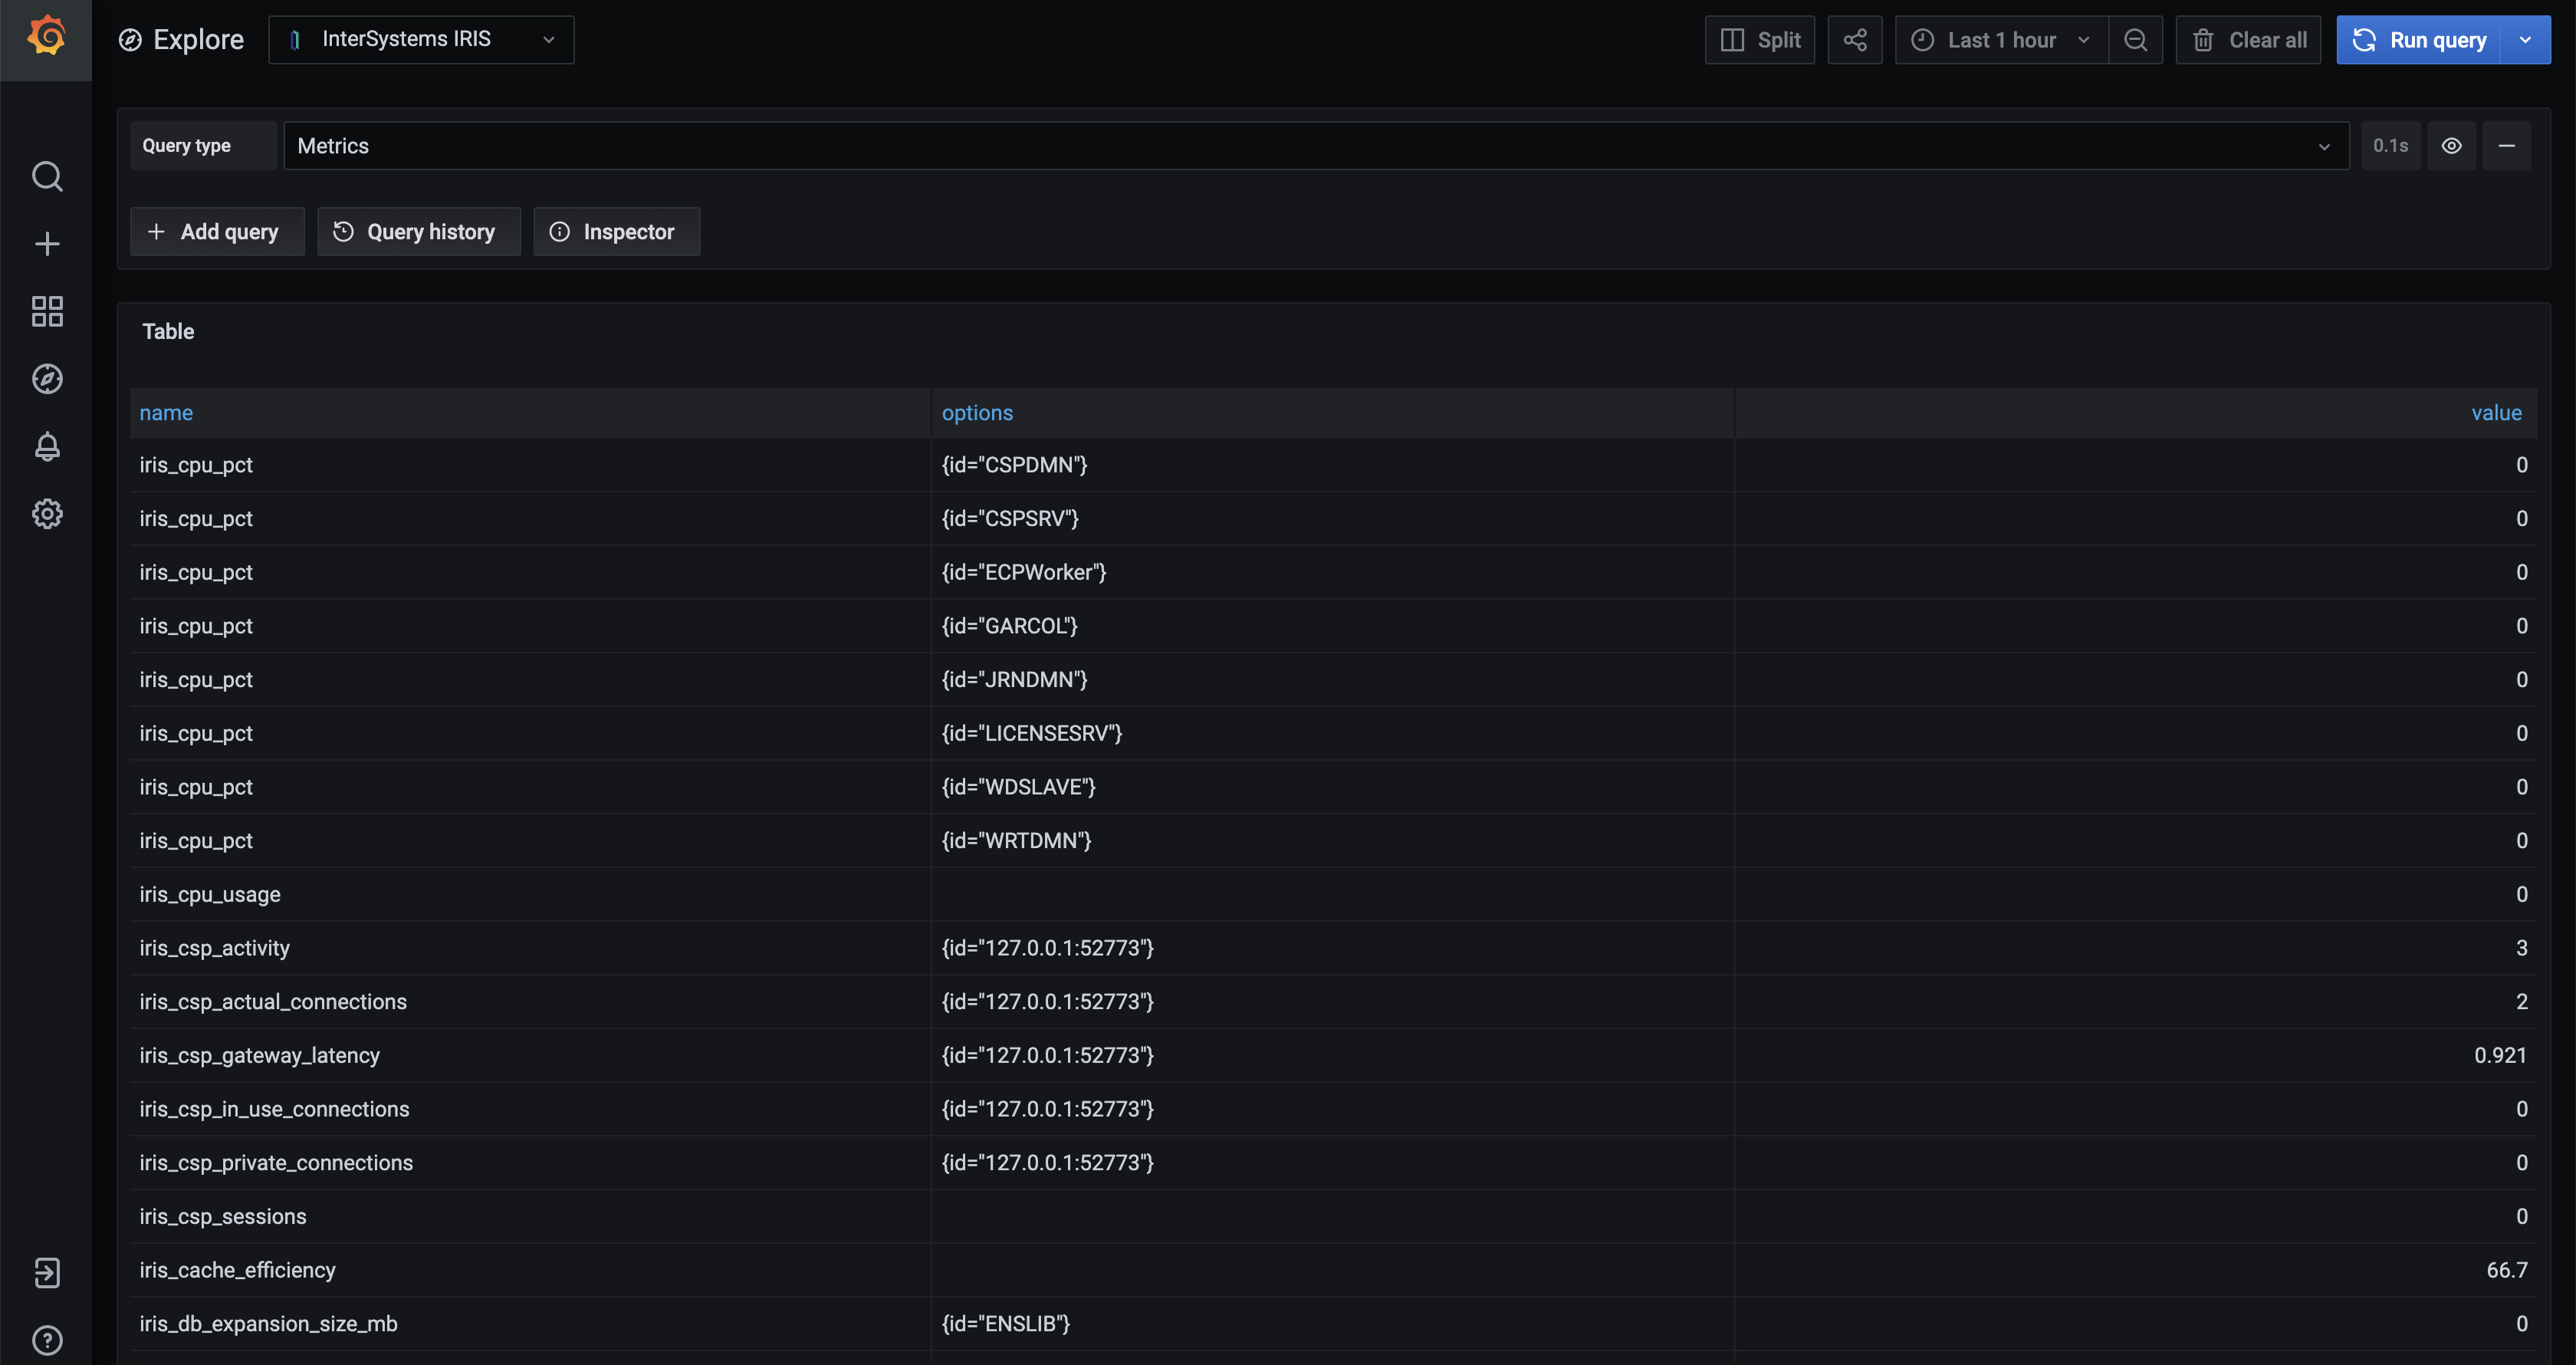 Explore InterSystems IRIS Split Last 1 hour Clear all Run query
Query type Metrics 0.1s
Add query Query history Inspector
Table
name options value
iris_cpu_pct {id="CSPDMN"} 0
iris_cpu_pct {id="CSPSRV"} 0
iris_cpu_pct {id="ECPWorker"} 0
iris_cpu_pct {id="GARCOL"} 0
iris_cpu_pct {id="JRNDMN"} 0
iris_cpu_pct {id="LICENSESRV"} 0
iris_cpu_pct {id="WDSLAVE"} 0
iris_cpu_pct {id="WRTDMN"} 0
iris_cpu_usage 0
iris_csp_activity {id="127.0.0.1:52773"} 3
iris_csp_actual_connections {id="127.0.0.1:52773"} 2
iris_csp_gateway_latency {id="127.0.0.1:52773"} 0.921
iris_csp_in_use_connections {id="127.0.0.1:52773"} 0
iris_csp_private_connections {id="127.0.0.1:52773"} 0
iris_csp_sessions 0
iris_cache_efficiency 66.7
iris_db_expansion_size_mb {id="ENSLIB"} 0